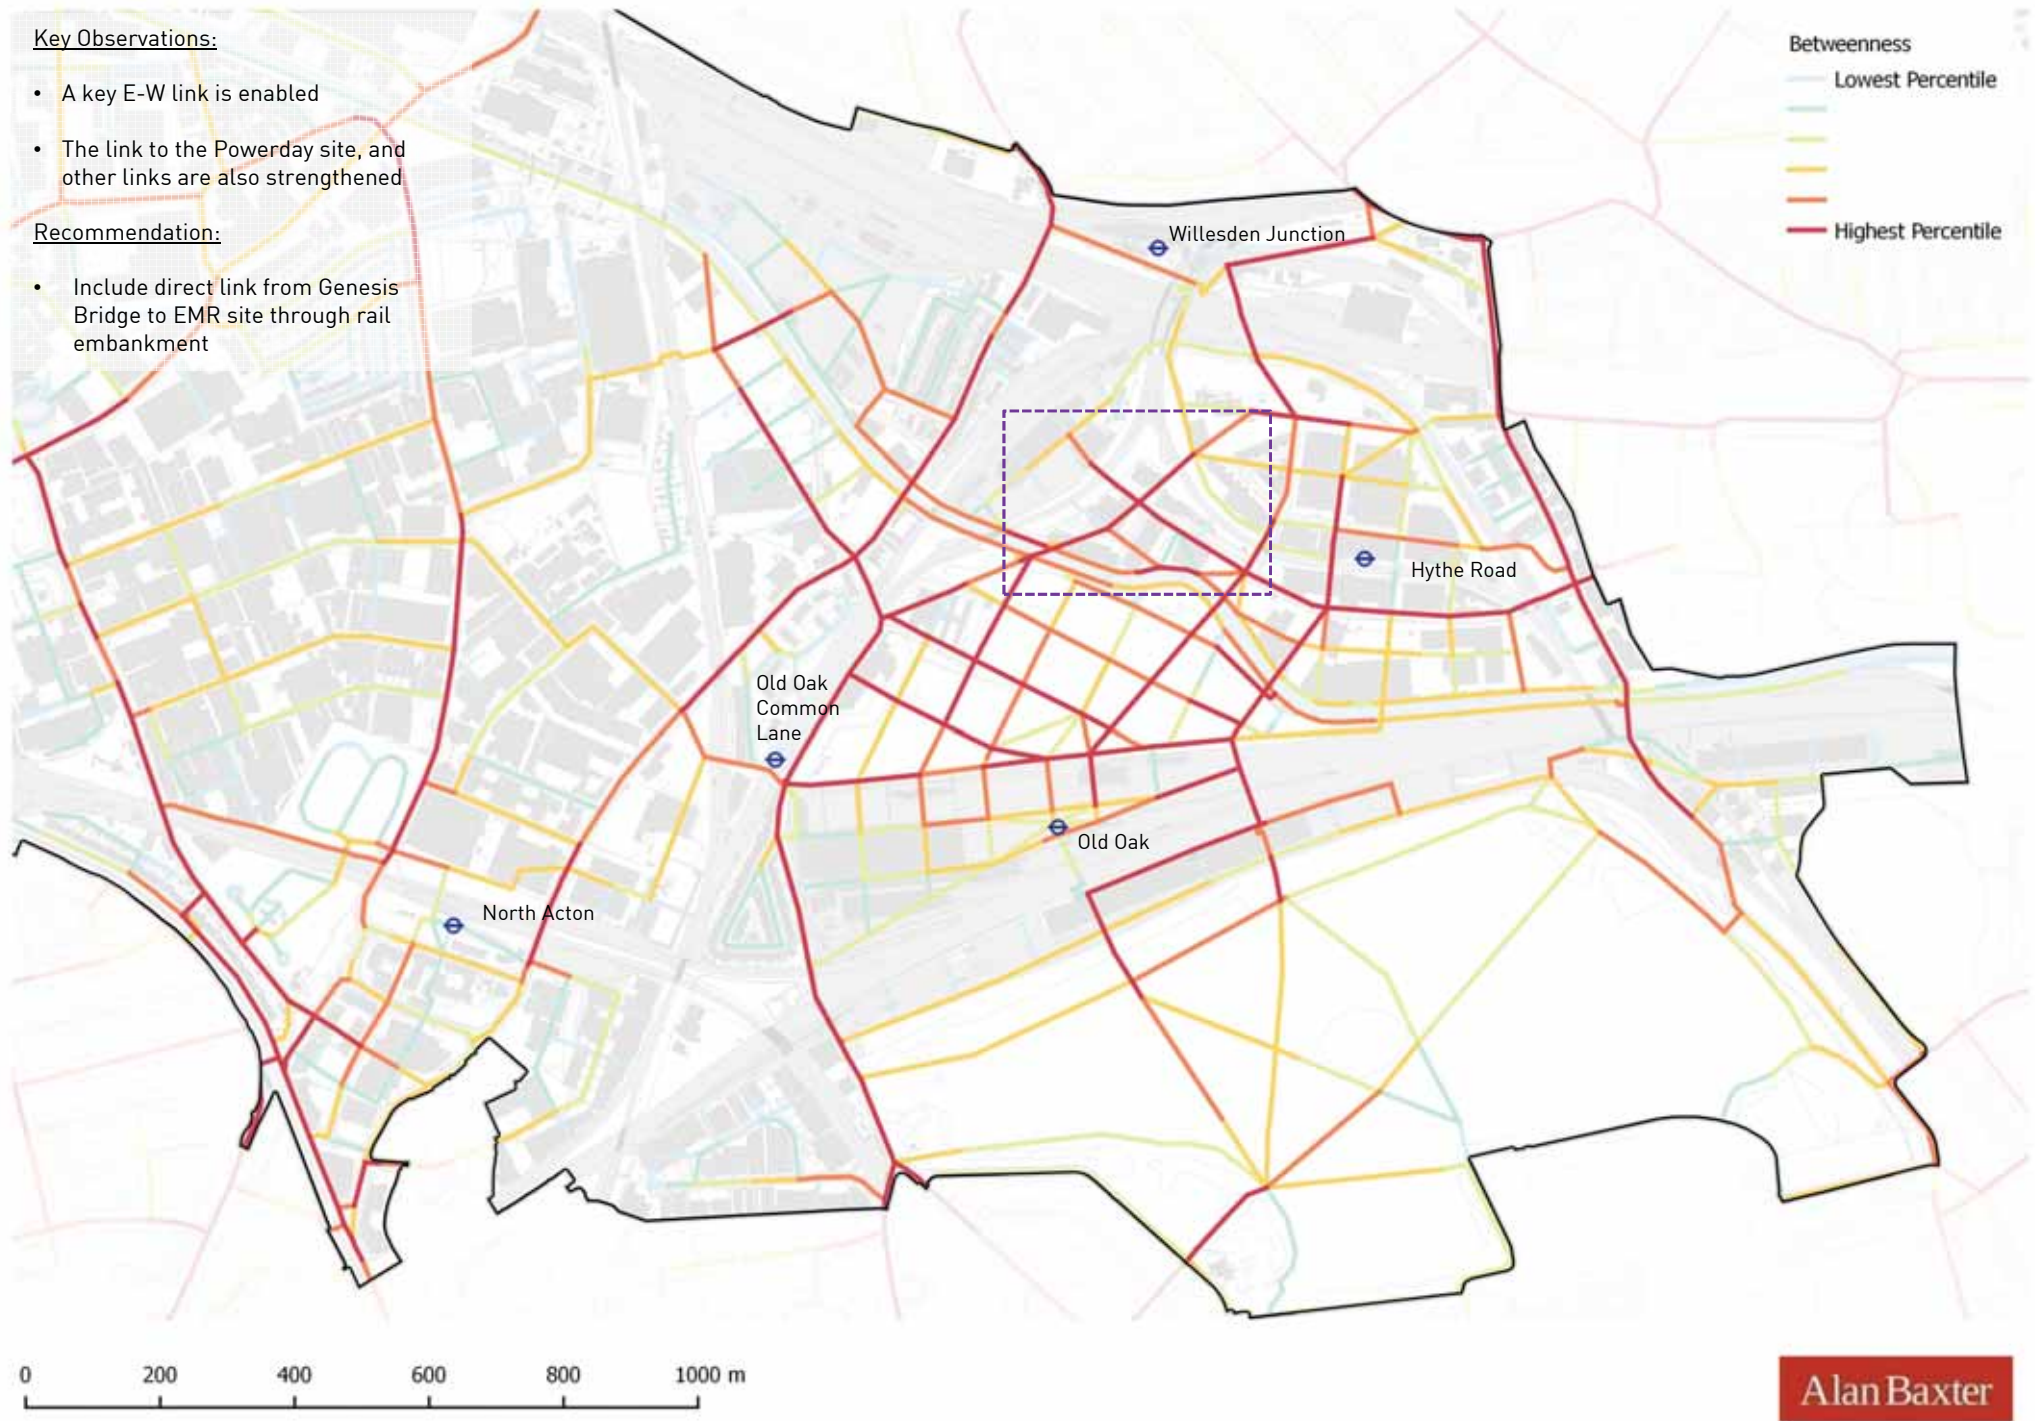 Key Observations:
• A key E-W link is enabled
• The link to the Powerday site, and
other links are also strengthened
Recommendation:
• Include direct link from Genesis
Bridge to EMR site through rail
embankment
Betweenness
Lowest Percentile
Highest Percentile
Willesden Junction
Hythe Road
Old Oak
Common
Lane
Old Oak
North Acton
0 200 400 600 800 1000 m
Alan Baxter